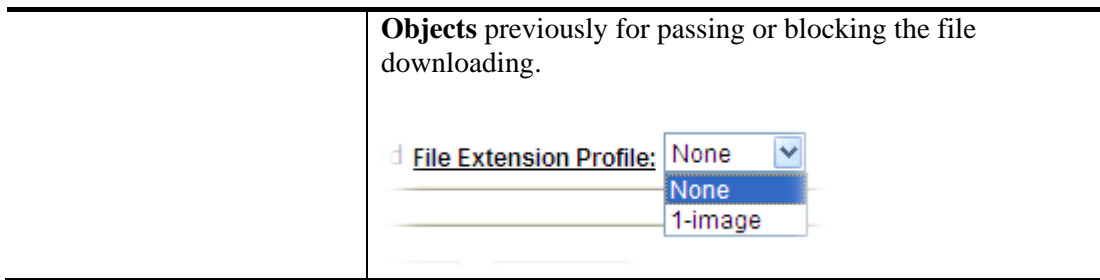 Objects previously for passing or blocking the file
downloading.
d File Extension Profile: None
None
1-image